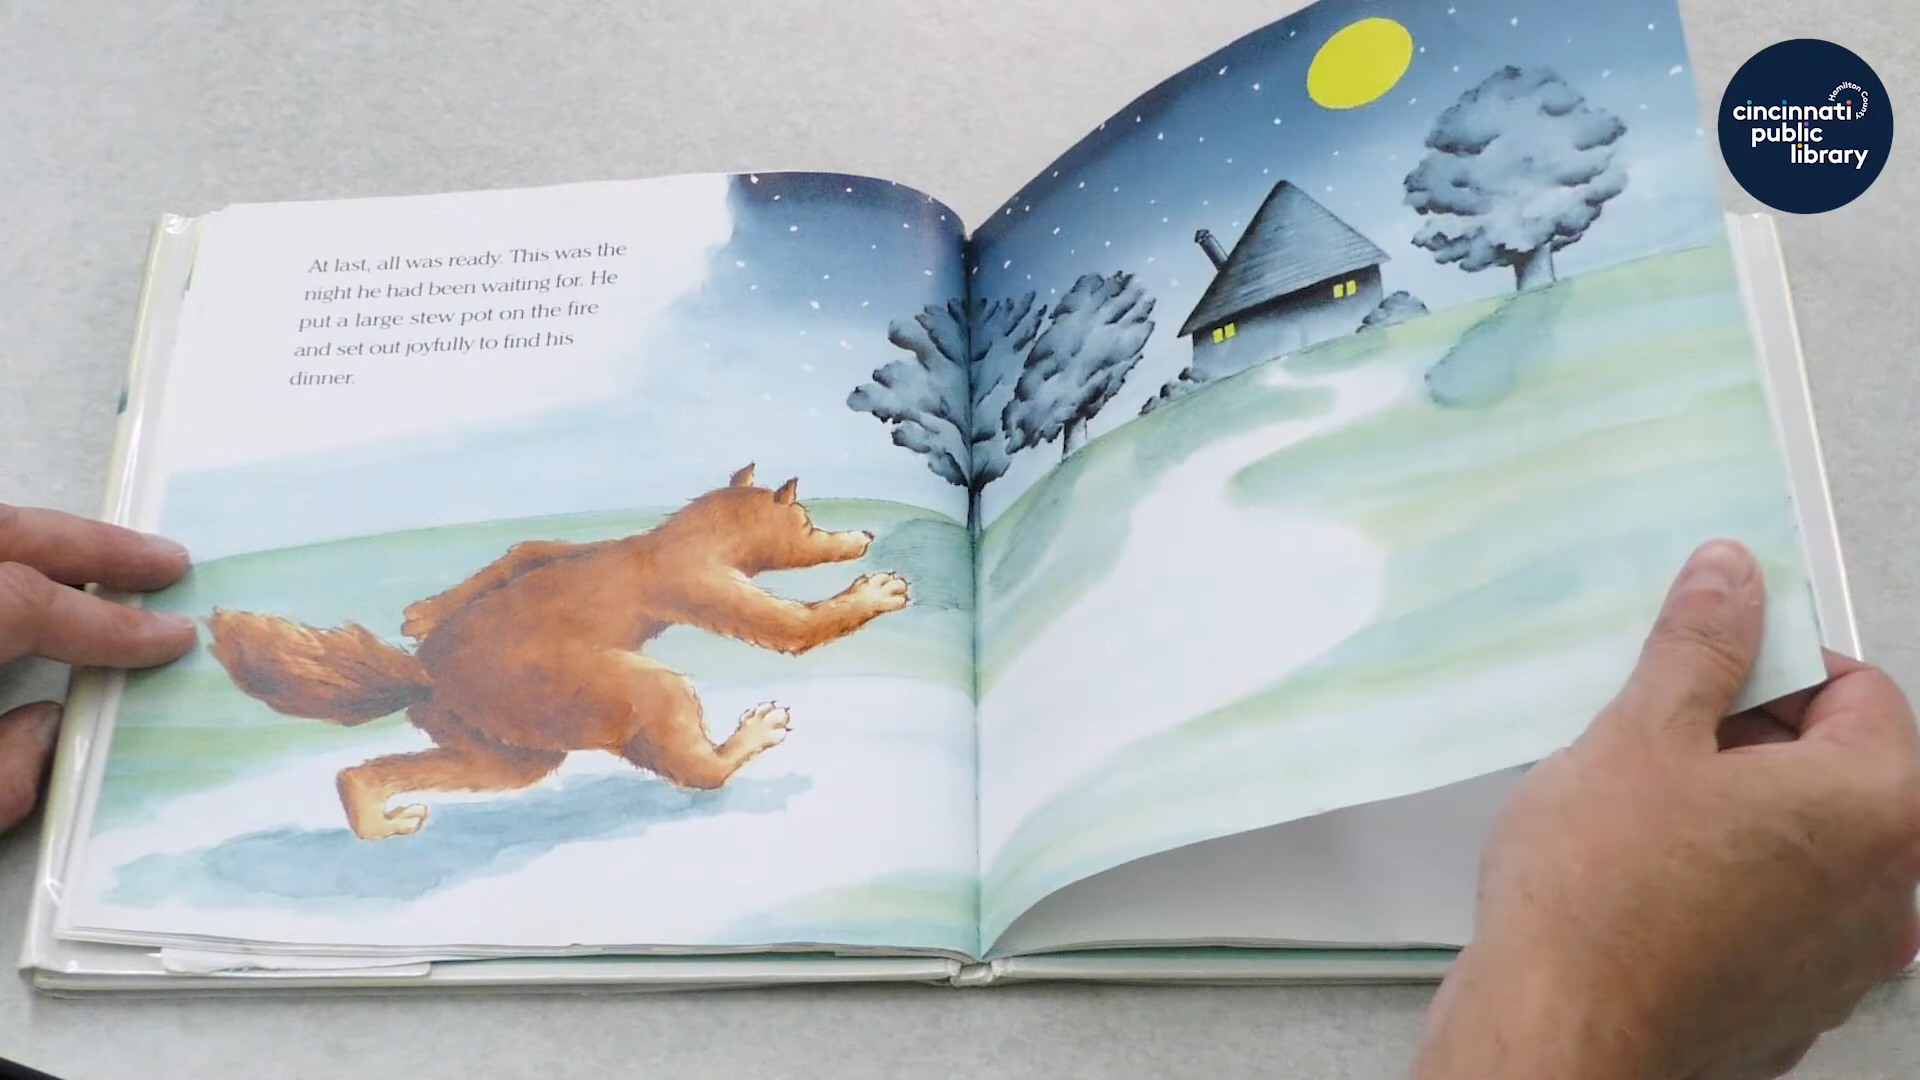 At last, all was ready. This was the
night he had been waiting for. He
put a large stew pot on the fire
and set out joyfully to find his
dinner.
Hamilton County
cincinnati
public
library